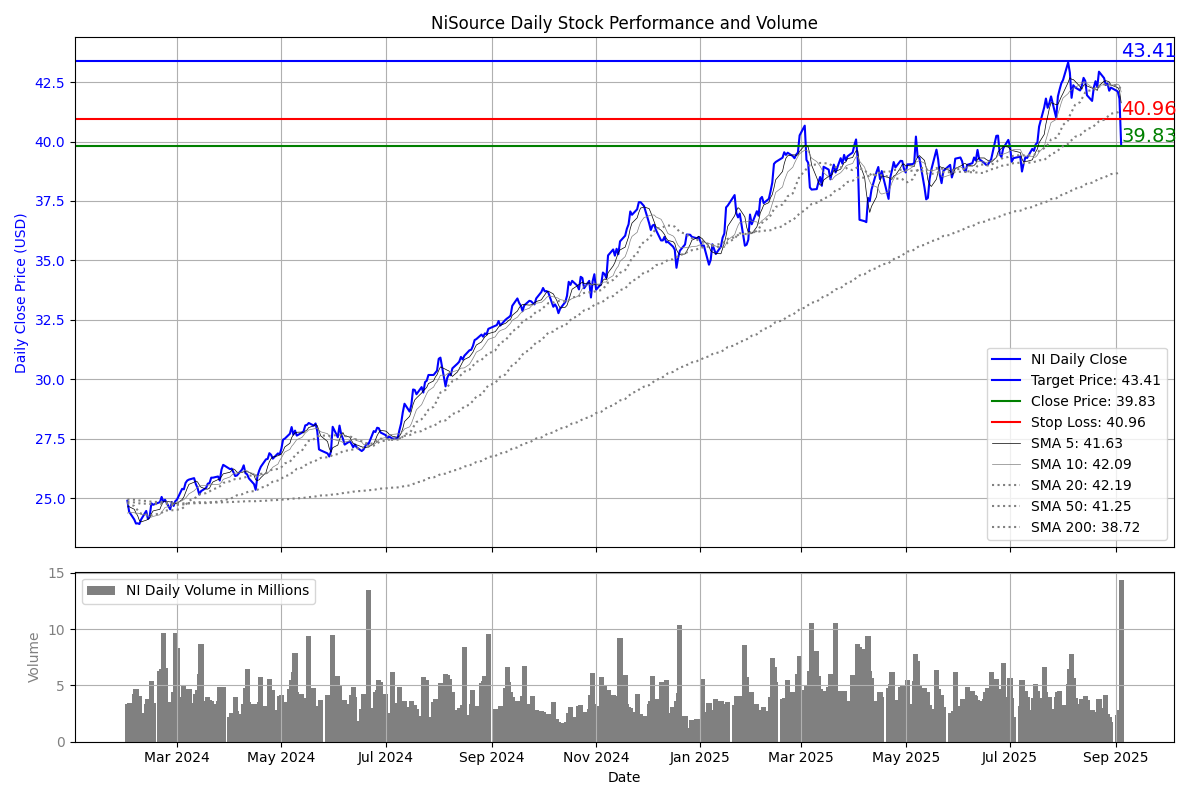 NiSource Daily Stock Performance and Volume
43.41
42.5
40.96
40.0
39.83
37.5
35.0
32.5
30.0
27.5
25.0
Daily Close Price (USD)
NI Daily Close
Target Price: 43.41
Close Price: 39.83
Stop Loss: 40.96
SMA 5: 41.63
SMA 10: 42.09
SMA 20: 42.19
SMA 50: 41.25
SMA 200: 38.72
15
10
5
0
Volume
NI Daily Volume in Millions
Mar 2024 May 2024 Jul 2024 Sep 2024 Nov 2024 Jan 2025 Mar 2025 May 2025 Jul 2025 Sep 2025
Date